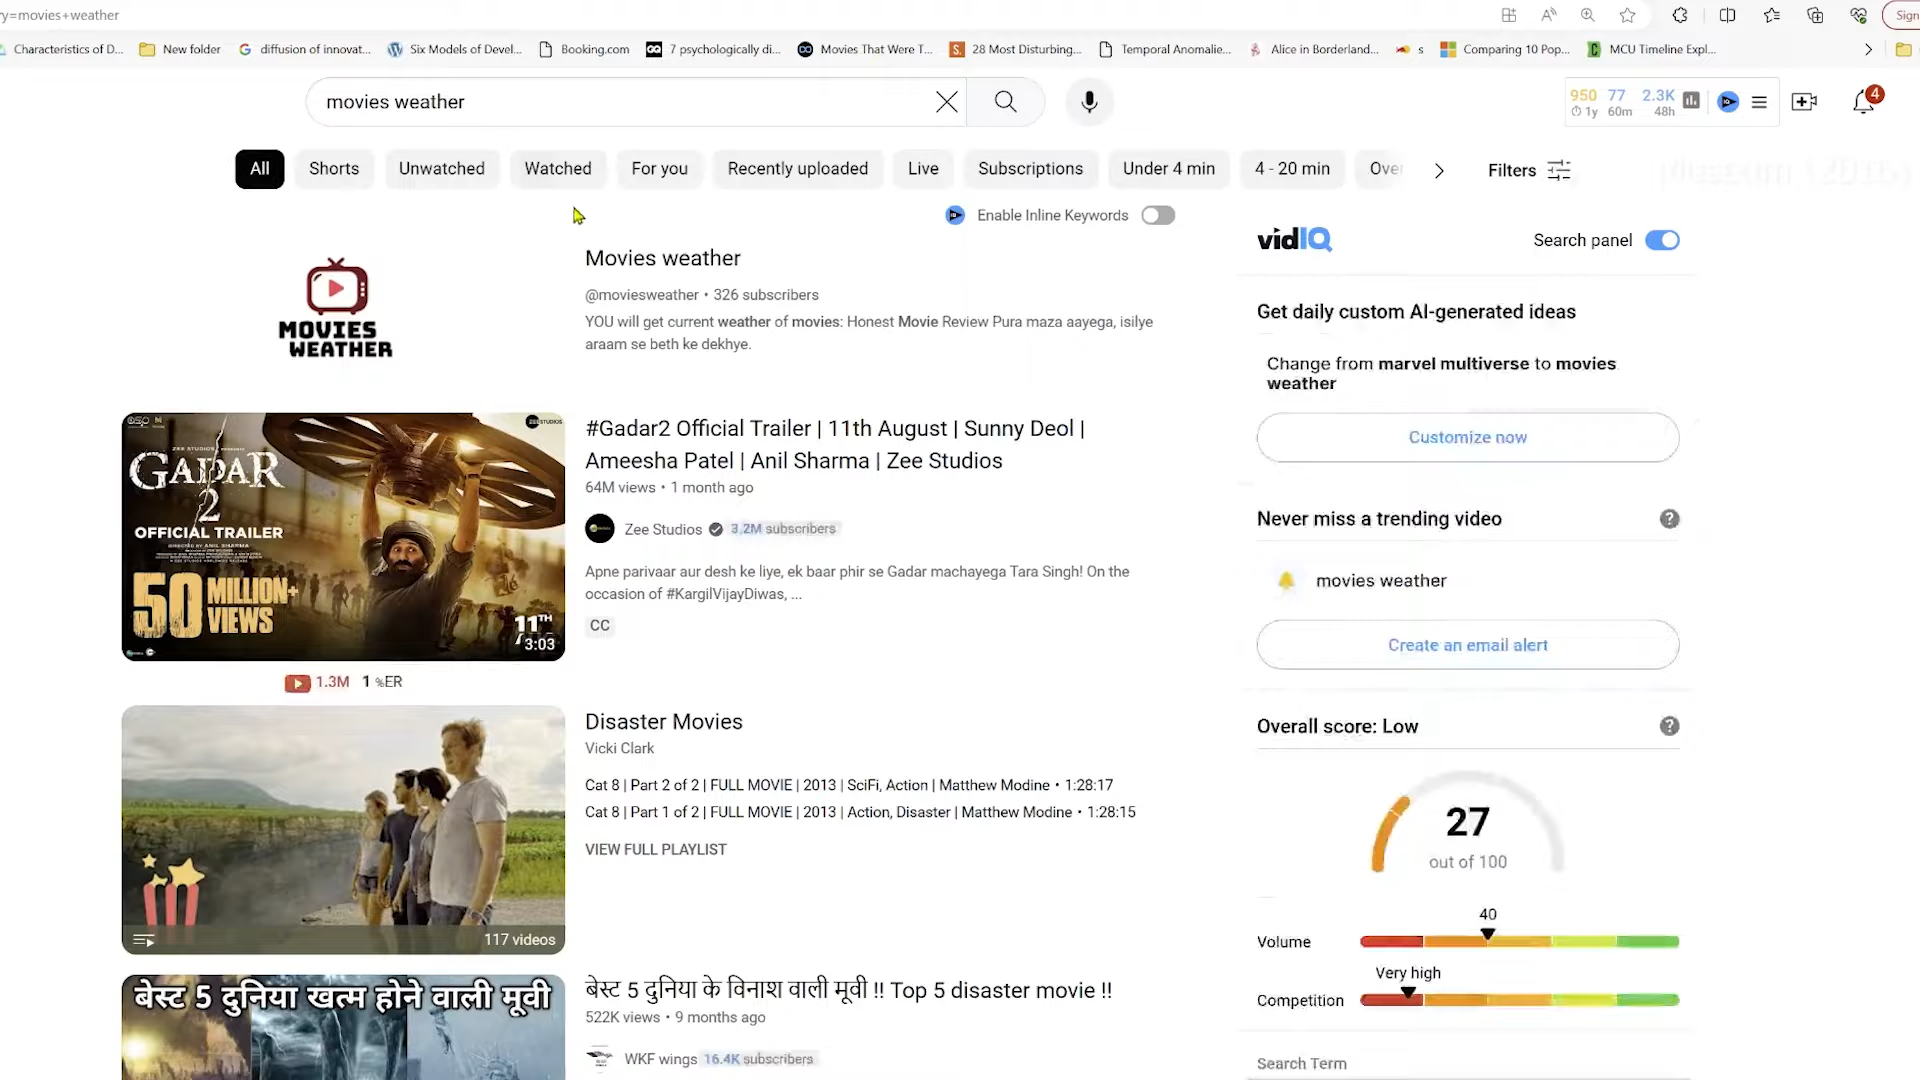 ry=movies+weather
Sign
Characteristics of D...
New folder
diffusion of innovat...
Six Models of Devel...
Booking.com
7 psychologically di...
Movies That Were T...
28 Most Disturbing...
Temporal Anomalie...
Alice in Borderland...
s
Comparing 10 Pop...
MCU Timeline Expl...
movies weather
950 77 2.3K
1y 60m 48h
4
All
Shorts
Unwatched
Watched
For you
Recently uploaded
Live
Subscriptions
Under 4 min
4 - 20 min
Over
Filters
Enable Inline Keywords
vidIQ
Search panel
MOVIES
WEATHER
Movies weather
@moviesweather • 326 subscribers
YOU will get current weather of movies: Honest Movie Review Pura maza aayega, isilye
araam se beth ke dekhye.
Get daily custom AI-generated ideas
Change from marvel multiverse to movies
weather
Customize now
ZEE STUDIOS
GADAR
2
OFFICIAL TRAILER
50 MILLION+
VIEWS
11TH
3:03
1.3M 1 %ER
#Gadar2 Official Trailer | 11th August | Sunny Deol |
Ameesha Patel | Anil Sharma | Zee Studios
64M views • 1 month ago
Zee Studios 3.2M subscribers
Apne parivaar aur desh ke liye, ek baar phir se Gadar machayega Tara Singh! On the
occasion of #KargilVijayDiwas, ...
CC
Never miss a trending video
movies weather
Create an email alert
Disaster Movies
Vicki Clark
Cat 8 | Part 2 of 2 | FULL MOVIE | 2013 | SciFi, Action | Matthew Modine • 1:28:17
Cat 8 | Part 1 of 2 | FULL MOVIE | 2013 | Action, Disaster | Matthew Modine • 1:28:15
VIEW FULL PLAYLIST
117 videos
Overall score: Low
27
out of 100
40
Volume
Very high
Competition
Search Term
बेस्ट 5 दुनिया खत्म होने वाली मूवी
बेस्ट 5 दुनिया के विनाश वाली मूवी !! Top 5 disaster movie !!
522K views • 9 months ago
WKF wings 16.4K subscribers